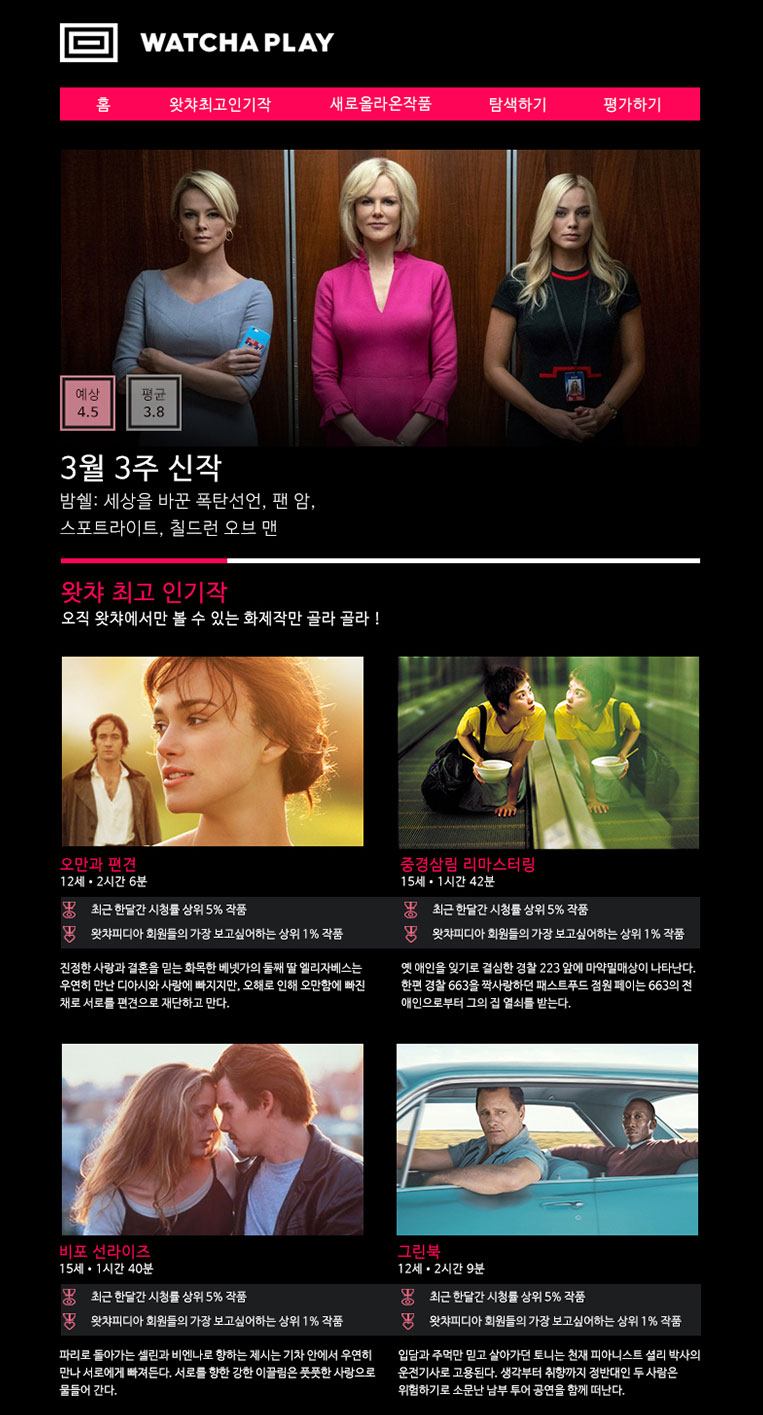 WATCHA PLAY
홈 왓챠최고인기작 새로올라온작품 탐색하기 평가하기
예상
4.5
평균
3.8
3월 3주 신작
밤쉘: 세상을 바꾼 폭탄선언, 팬 암,
스포트라이트, 칠드런 오브 맨
왓챠 최고 인기작
오직 왓챠에서만 볼 수 있는 화제작만 골라 골라 !
오만과 편견
12세 • 2시간 6분
최근 한달간 시청률 상위 5% 작품
왓챠피디아 회원들의 가장 보고싶어하는 상위 1% 작품
진정한 사랑과 결혼을 믿는 화목한 베넷가의 둘째 딸 엘리자베스는
우연히 만난 디아시와 사랑에 빠지지만, 오해로 인해 오만함에 빠진
채로 서로를 편견으로 재단하고 만다.
중경삼림 리마스터링
15세 • 1시간 42분
최근 한달간 시청률 상위 5% 작품
왓챠피디아 회원들의 가장 보고싶어하는 상위 1% 작품
옛 애인을 잊기로 결심한 경찰 223 앞에 마약밀매상이 나타난다.
한편 경찰 663을 짝사랑하던 패스트푸드 점원 페이는 663의 전
애인으로부터 그의 집 열쇠를 받는다.
비포 선라이즈
15세 • 1시간 40분
최근 한달간 시청률 상위 5% 작품
왓챠피디아 회원들의 가장 보고싶어하는 상위 1% 작품
파리로 돌아가는 셀린과 비엔나로 향하는 제시는 기차 안에서 우연히
만나 서로에게 빠져든다. 서로를 향한 강한 이끌림은 풋풋한 사랑으로
물들어 간다.
그린북
12세 • 2시간 9분
최근 한달간 시청률 상위 5% 작품
왓챠피디아 회원들의 가장 보고싶어하는 상위 1% 작품
입담과 주먹만 믿고 살아가던 토니는 천재 피아니스트 셜리 박사의
운전기사로 고용된다. 생각부터 취향까지 정반대인 두 사람은
위험하기로 소문난 남부 투어 공연을 함께 떠난다.